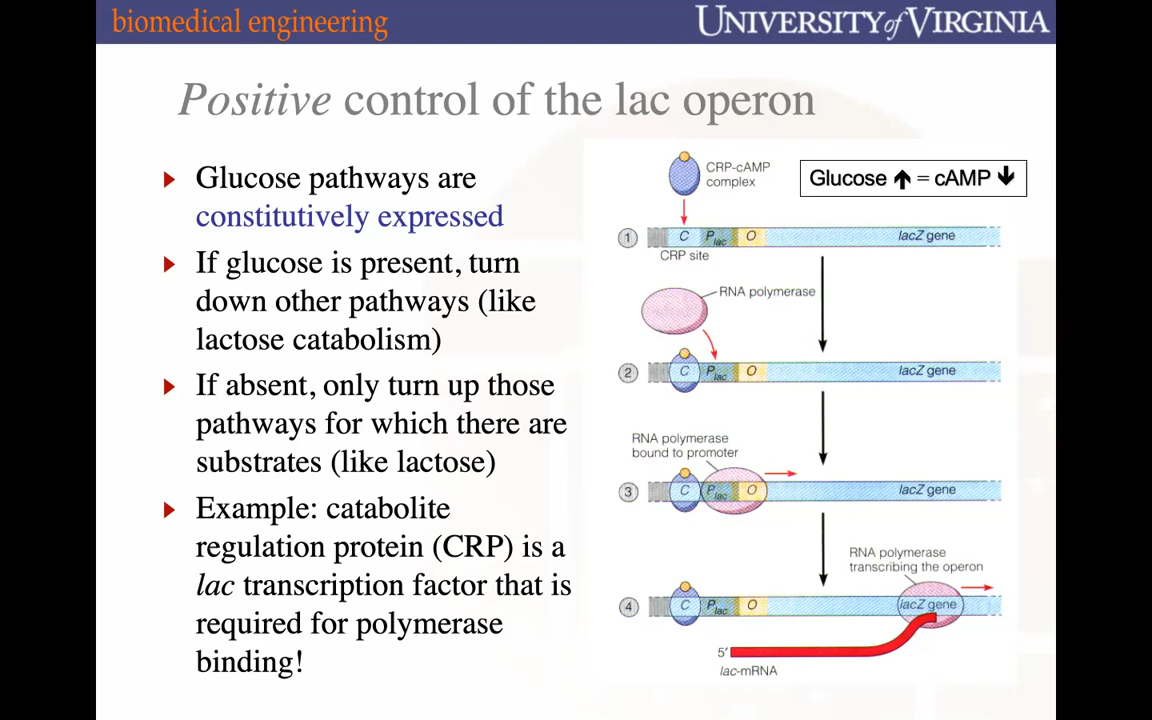 biomedical engineering
UNIVERSITY of VIRGINIA
Positive control of the lac operon
Glucose pathways are
constitutively expressed
If glucose is present, turn
down other pathways (like
lactose catabolism)
If absent, only turn up those
pathways for which there are
substrates (like lactose)
Example: catabolite
regulation protein (CRP) is a
lac transcription factor that is
required for polymerase
binding!
CRP-cAMP
complex
Glucose ↑ = cAMP ↓
1 C Plac O lacZ gene
CRP site
RNA polymerase
2 C Plac O lacZ gene
RNA polymerase
bound to promoter
3 C Plac O lacZ gene
RNA polymerase
transcribing the operon
4 C Plac O lacZ gene
5′
lac-mRNA